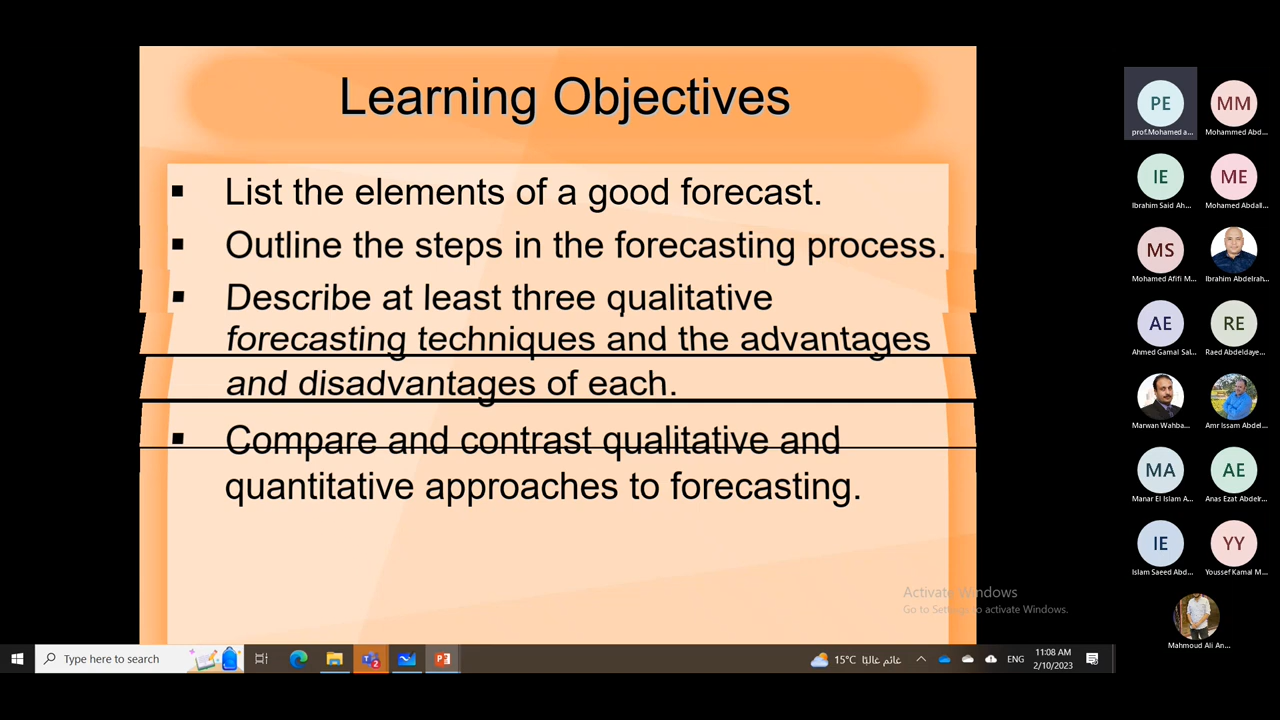 Learning Objectives
▪ List the elements of a good forecast.
▪ Outline the steps in the forecasting process.
▪ Describe at least three qualitative
forecasting techniques and the advantages
and disadvantages of each.
▪ Compare and contrast qualitative and
quantitative approaches to forecasting.
Activate Windows
Go to Settings to activate Windows.
PE
MM
prof.Mohamed a...
Mohammed Abd...
IE
ME
Ibrahim Said Ah...
Mohamed Abdall...
MS
Mohamed Afifi M...
Ibrahim Abdelrah...
AE
RE
Ahmed Gamal Sal...
Raed Abdeldaye...
Marwan Wahba...
Amr Issam Abdel...
MA
AE
Manar El Islam A...
Anas Ezat Abdelr...
IE
YY
Islam Saeed Abd...
Youssef Kamal M...
Mahmoud Ali An...
Type here to search
2
15°C غائم غالبًا
ENG
11:08 AM
2/10/2023